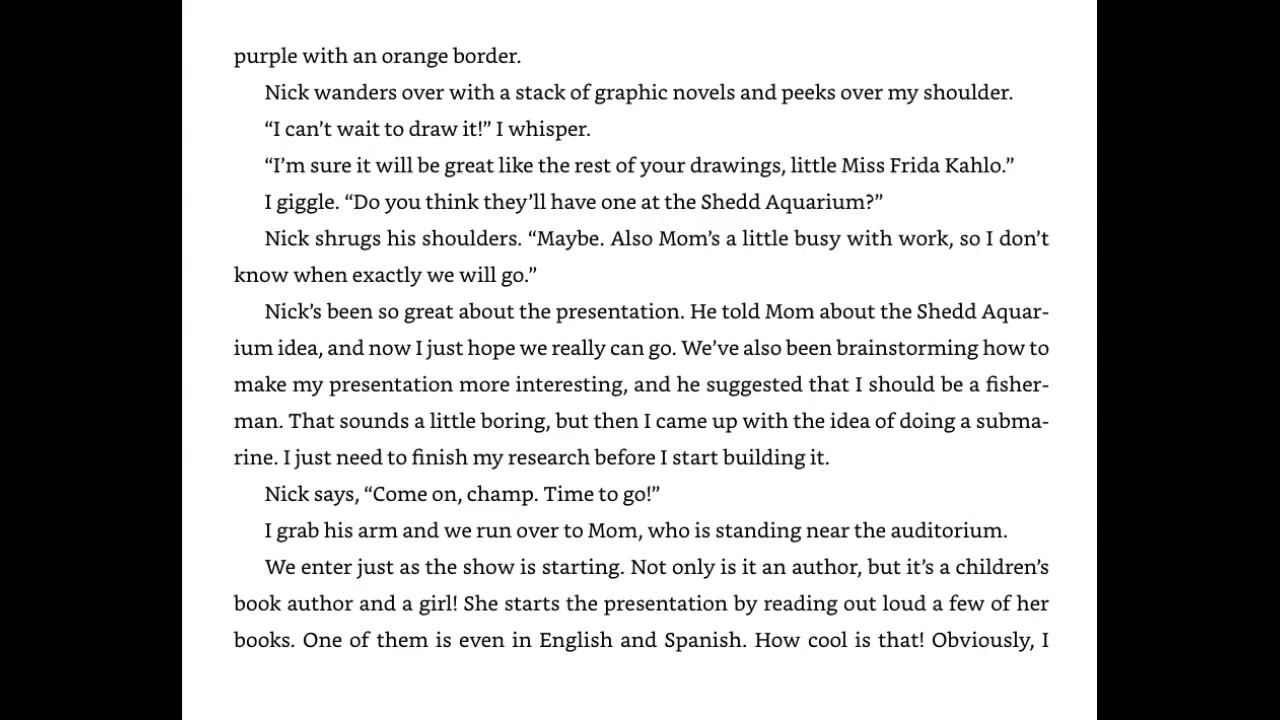 purple with an orange border.
Nick wanders over with a stack of graphic novels and peeks over my shoulder.
“I can’t wait to draw it!” I whisper.
“I’m sure it will be great like the rest of your drawings, little Miss Frida Kahlo.”
I giggle. “Do you think they’ll have one at the Shedd Aquarium?”
Nick shrugs his shoulders. “Maybe. Also Mom’s a little busy with work, so I don’t
know when exactly we will go.”
Nick’s been so great about the presentation. He told Mom about the Shedd Aquar-
ium idea, and now I just hope we really can go. We’ve also been brainstorming how to
make my presentation more interesting, and he suggested that I should be a fisher-
man. That sounds a little boring, but then I came up with the idea of doing a subma-
rine. I just need to finish my research before I start building it.
Nick says, “Come on, champ. Time to go!”
I grab his arm and we run over to Mom, who is standing near the auditorium.
We enter just as the show is starting. Not only is it an author, but it’s a children’s
book author and a girl! She starts the presentation by reading out loud a few of her
books. One of them is even in English and Spanish. How cool is that! Obviously, I